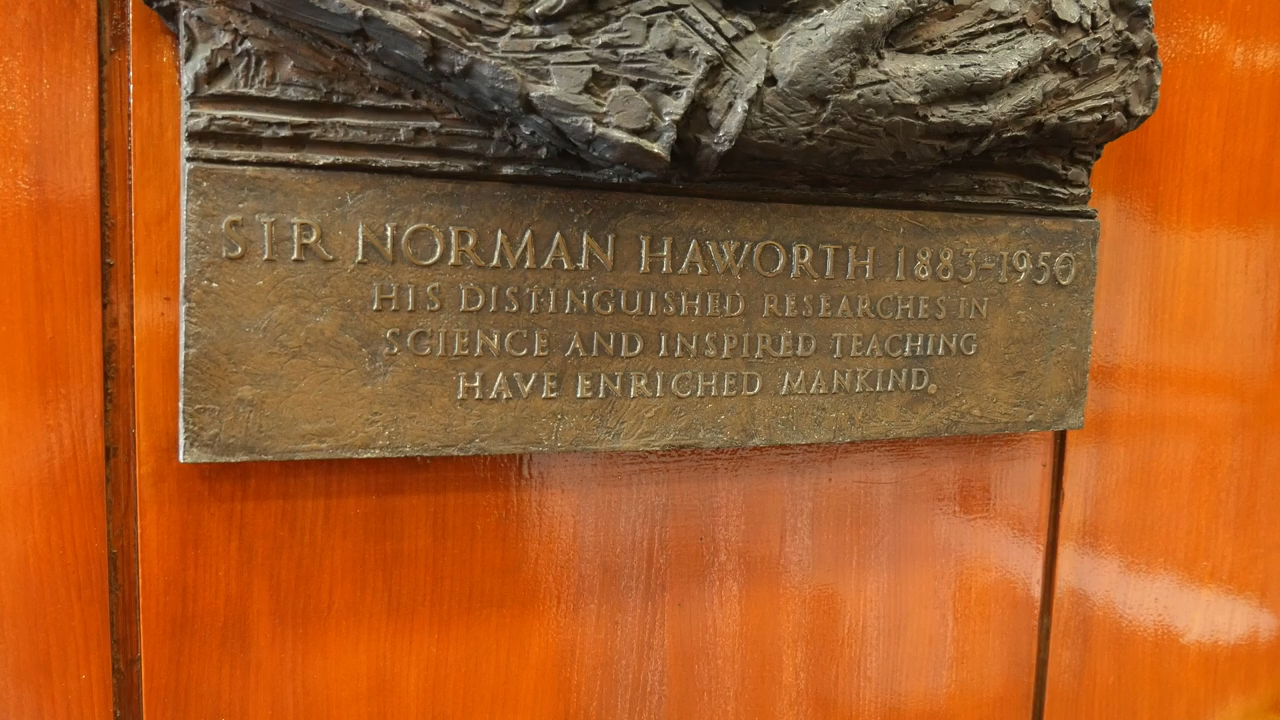 SIR NORMAN HAWORTH 1883-1950
HIS DISTINGUISHED RESEARCHES IN
SCIENCE AND INSPIRED TEACHING
HAVE ENRICHED MANKIND.